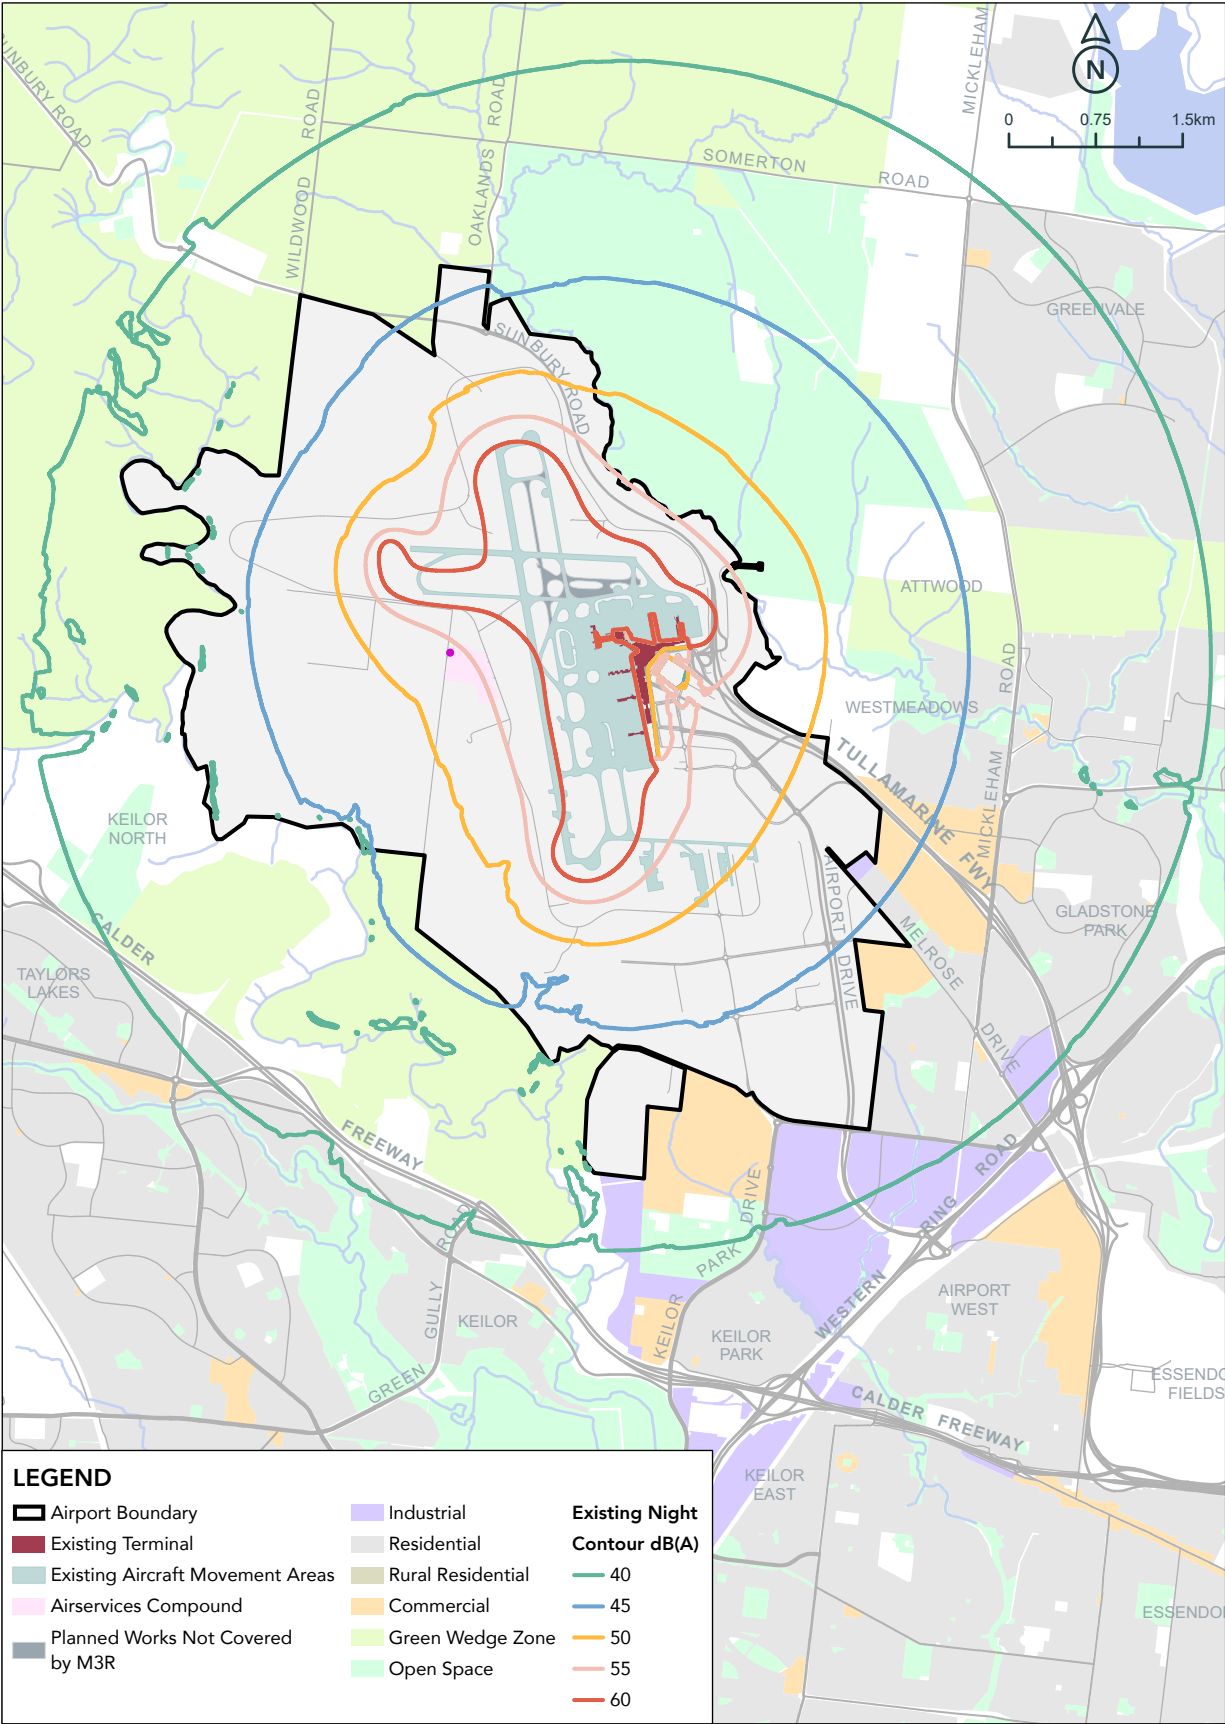 SUNBURY ROAD
WILDWOOD ROAD
OAKLANDS ROAD
MICKLEHAM
N
0 0.75 1.5km
SOMERTON ROAD
GREENVALE
SUNBURY ROAD
ATTWOOD
MICKLEHAM ROAD
WESTMEADOWS
TULLAMARINE FWY
KEILOR
NORTH
AIRPORT DRIVE
MELROSE DRIVE
GLADSTONE
PARK
CALDER FREEWAY
TAYLORS
LAKES
WESTERN RING ROAD
KEILOR PARK DRIVE
GREEN GULLY ROAD
KEILOR
KEILOR
PARK
AIRPORT
WEST
ESSENDO
FIELDS
CALDER FREEWAY
KEILOR
EAST
ESSENDO
LEGEND
Airport Boundary
Existing Terminal
Existing Aircraft Movement Areas
Airservices Compound
Planned Works Not Covered
by M3R
Industrial
Residential
Rural Residential
Commercial
Green Wedge Zone
Open Space
Existing Night
Contour dB(A)
40
45
50
55
60